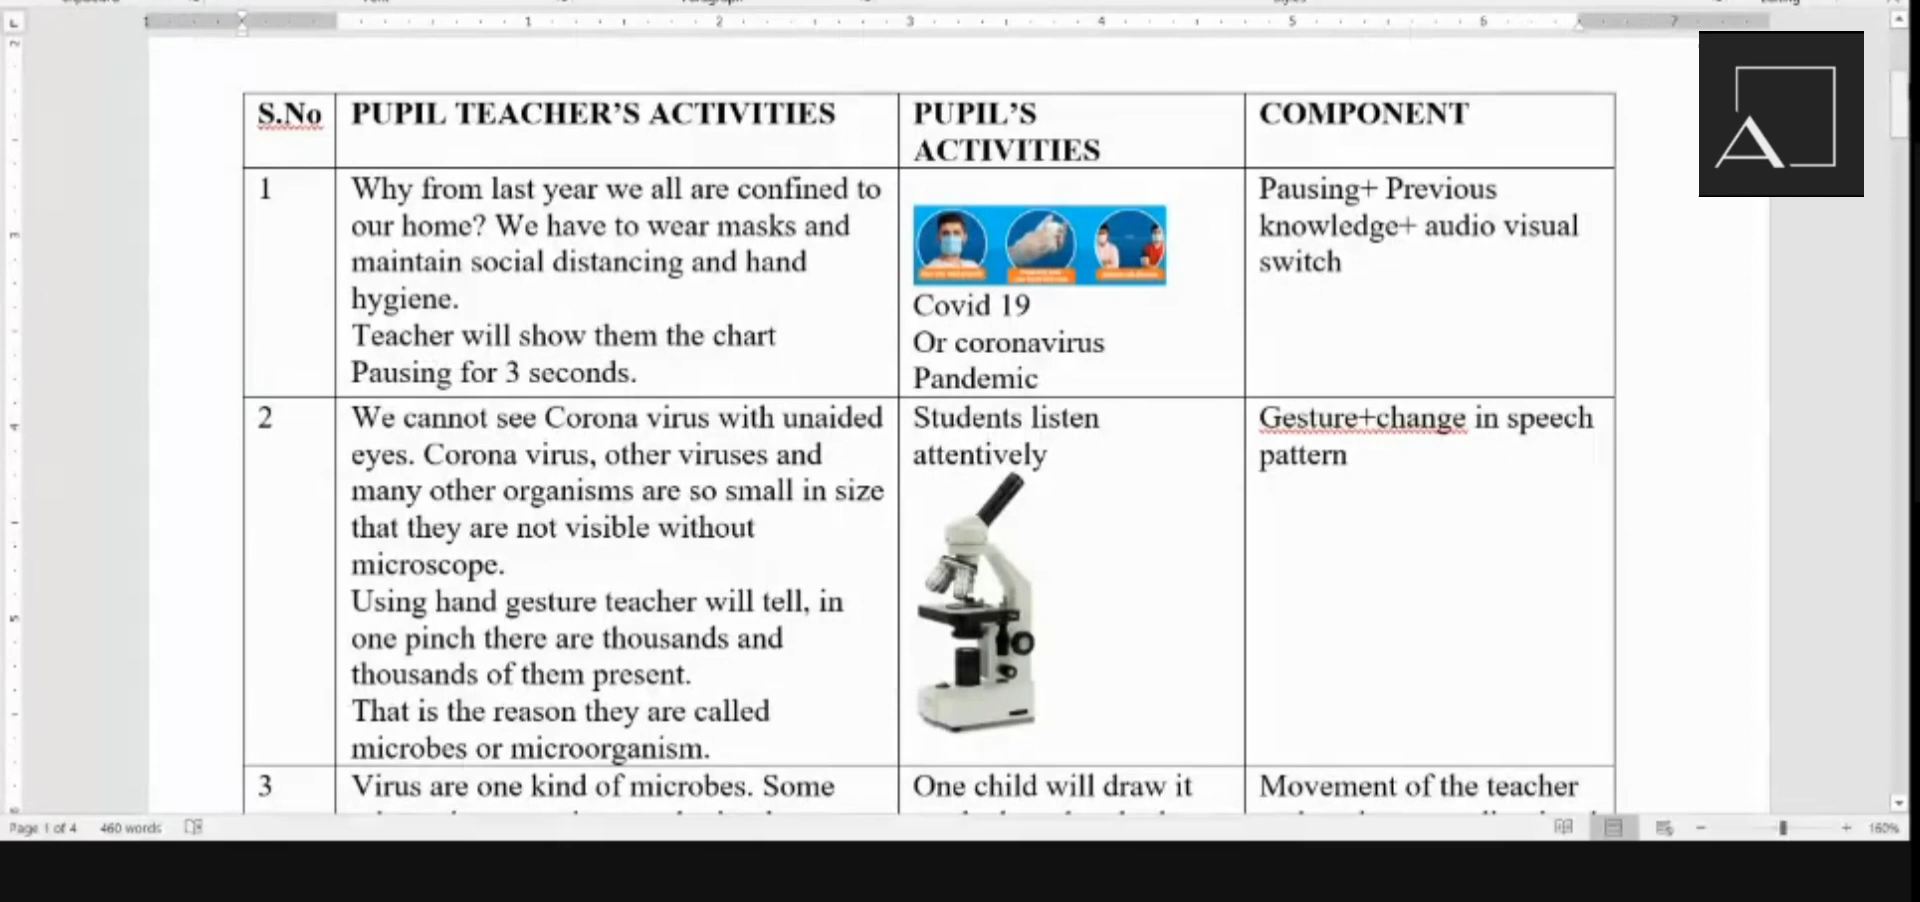 S.No
PUPIL TEACHER’S ACTIVITIES
PUPIL’S
ACTIVITIES
COMPONENT
1
Why from last year we all are confined to
our home? We have to wear masks and
maintain social distancing and hand
hygiene.
Teacher will show them the chart
Pausing for 3 seconds.
Covid 19
Or coronavirus
Pandemic
Pausing+ Previous
knowledge+ audio visual
switch
2
We cannot see Corona virus with unaided
eyes. Corona virus, other viruses and
many other organisms are so small in size
that they are not visible without
microscope.
Using hand gesture teacher will tell, in
one pinch there are thousands and
thousands of them present.
That is the reason they are called
microbes or microorganism.
Students listen
attentively
Gesture+change in speech
pattern
3
Virus are one kind of microbes. Some
One child will draw it
Movement of the teacher
Page 1 of 4 460 words
160%